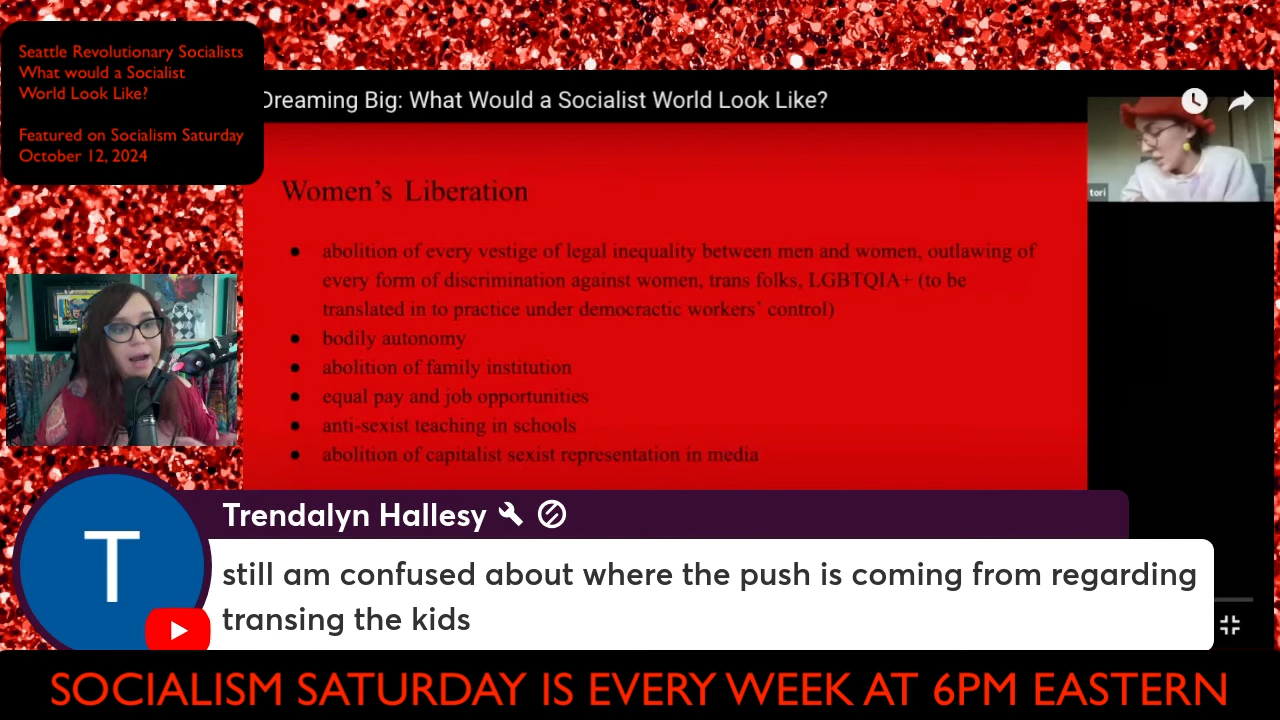 Seattle Revolutionary Socialists
What would a Socialist
World Look Like?
Featured on Socialism Saturday
October 12, 2024
Dreaming Big: What Would a Socialist World Look Like?
tori
Women's Liberation
● abolition of every vestige of legal inequality between men and women, outlawing of
every form of discrimination against women, trans folks, LGBTQIA+ (to be
translated in to practice under democractic workers' control)
● bodily autonomy
● abolition of family institution
● equal pay and job opportunities
● anti-sexist teaching in schools
● abolition of capitalist sexist representation in media
T
Trendalyn Hallesy
still am confused about where the push is coming from regarding
transing the kids
SOCIALISM SATURDAY IS EVERY WEEK AT 6PM EASTERN